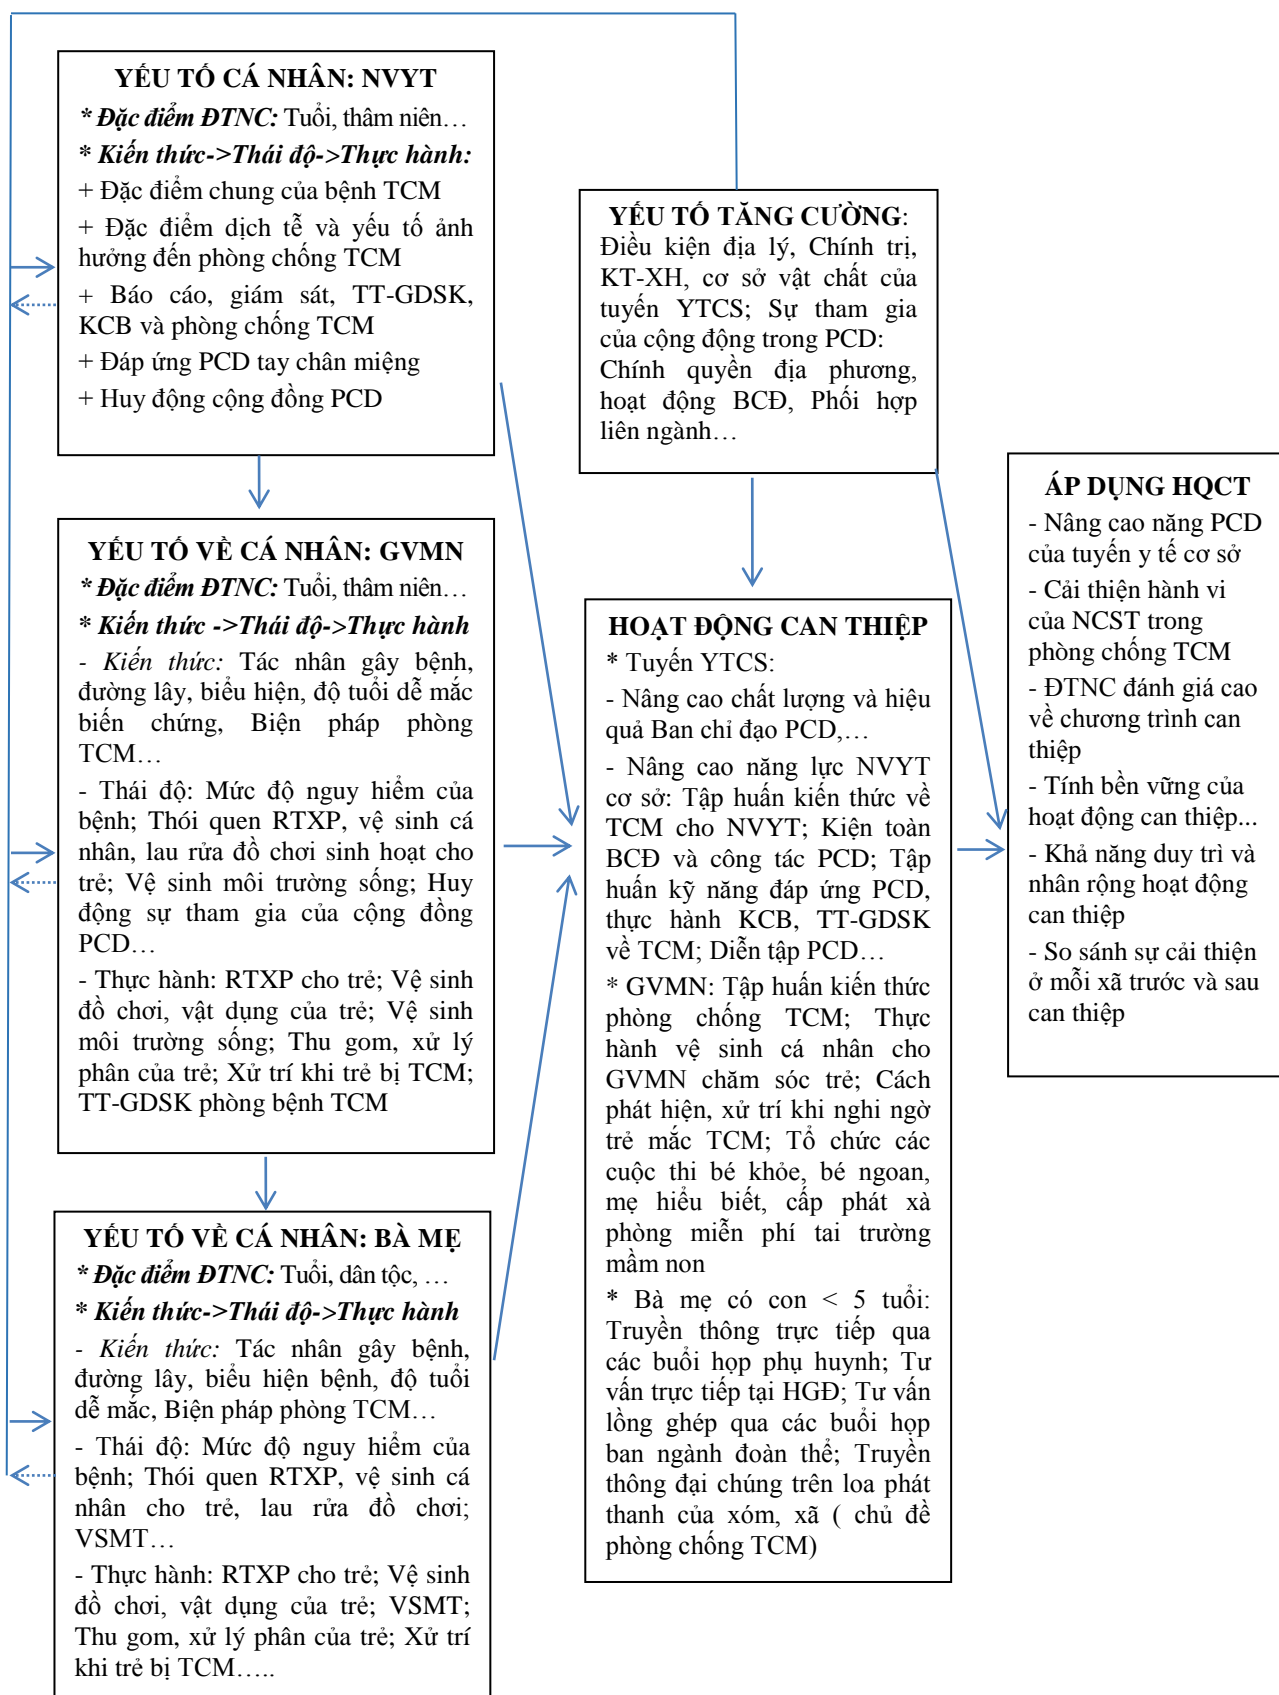 YẾU TỐ CÁ NHÂN: NVYT
* Đặc điểm ĐTNC: Tuổi, thâm niên…
* Kiến thức->Thái độ->Thực hành:
+ Đặc điểm chung của bệnh TCM
+ Đặc điểm dịch tễ và yếu tố ảnh
hưởng đến phòng chống TCM
+ Báo cáo, giám sát, TT-GDSK,
KCB và phòng chống TCM
+ Đáp ứng PCD tay chân miệng
+ Huy động cộng đồng PCD
YẾU TỐ VỀ CÁ NHÂN: GVMN
* Đặc điểm ĐTNC: Tuổi, thâm niên…
* Kiến thức ->Thái độ->Thực hành
- Kiến thức: Tác nhân gây bệnh,
đường lây, biểu hiện, độ tuổi dễ mắc
biến chứng, Biện pháp phòng
TCM…
- Thái độ: Mức độ nguy hiểm của
bệnh; Thói quen RTXP, vệ sinh cá
nhân, lau rửa đồ chơi sinh hoạt cho
trẻ; Vệ sinh môi trường sống; Huy
động sự tham gia của cộng đồng
PCD…
- Thực hành: RTXP cho trẻ; Vệ sinh
đồ chơi, vật dụng của trẻ; Vệ sinh
môi trường sống; Thu gom, xử lý
phân của trẻ; Xử trí khi trẻ bị TCM;
TT-GDSK phòng bệnh TCM
YẾU TỐ VỀ CÁ NHÂN: BÀ MẸ
* Đặc điểm ĐTNC: Tuổi, dân tộc, …
* Kiến thức->Thái độ->Thực hành
- Kiến thức: Tác nhân gây bệnh,
đường lây, biểu hiện bệnh, độ tuổi
dễ mắc, Biện pháp phòng TCM…
- Thái độ: Mức độ nguy hiểm của
bệnh; Thói quen RTXP, vệ sinh cá
nhân cho trẻ, lau rửa đồ chơi;
VSMT…
- Thực hành: RTXP cho trẻ; Vệ sinh
đồ chơi, vật dụng của trẻ; VSMT;
Thu gom, xử lý phân của trẻ; Xử trí
khi trẻ bị TCM…..
YẾU TỐ TĂNG CƯỜNG:
Điều kiện địa lý, Chính trị,
KT-XH, cơ sở vật chất của
tuyến YTCS; Sự tham gia
của cộng động trong PCD:
Chính quyền địa phương,
hoạt động BCĐ, Phối hợp
liên ngành…
HOẠT ĐỘNG CAN THIỆP
* Tuyến YTCS:
- Nâng cao chất lượng và hiệu
quả Ban chỉ đạo PCD,…
- Nâng cao năng lực NVYT
cơ sở: Tập huấn kiến thức về
TCM cho NVYT; Kiện toàn
BCĐ và công tác PCD; Tập
huấn kỹ năng đáp ứng PCD,
thực hành KCB, TT-GDSK
về TCM; Diễn tập PCD…
* GVMN: Tập huấn kiến thức
phòng chống TCM; Thực
hành vệ sinh cá nhân cho
GVMN chăm sóc trẻ; Cách
phát hiện, xử trí khi nghi ngờ
trẻ mắc TCM; Tổ chức các
cuộc thi bé khỏe, bé ngoan,
mẹ hiểu biết, cấp phát xà
phòng miễn phí tai trường
mầm non
* Bà mẹ có con < 5 tuổi:
Truyền thông trực tiếp qua
các buổi họp phụ huynh; Tư
vấn trực tiếp tại HGĐ; Tư vấn
lồng ghép qua các buổi họp
ban ngành đoàn thể; Truyền
thông đại chúng trên loa phát
thanh của xóm, xã ( chủ đề
phòng chống TCM)
ÁP DỤNG HQCT
- Nâng cao năng PCD
của tuyến y tế cơ sở
- Cải thiện hành vi
của NCST trong
phòng chống TCM
- ĐTNC đánh giá cao
về chương trình can
thiệp
- Tính bền vững của
hoạt động can thiệp...
- Khả năng duy trì và
nhân rộng hoạt động
can thiệp
- So sánh sự cải thiện
ở mỗi xã trước và sau
can thiệp